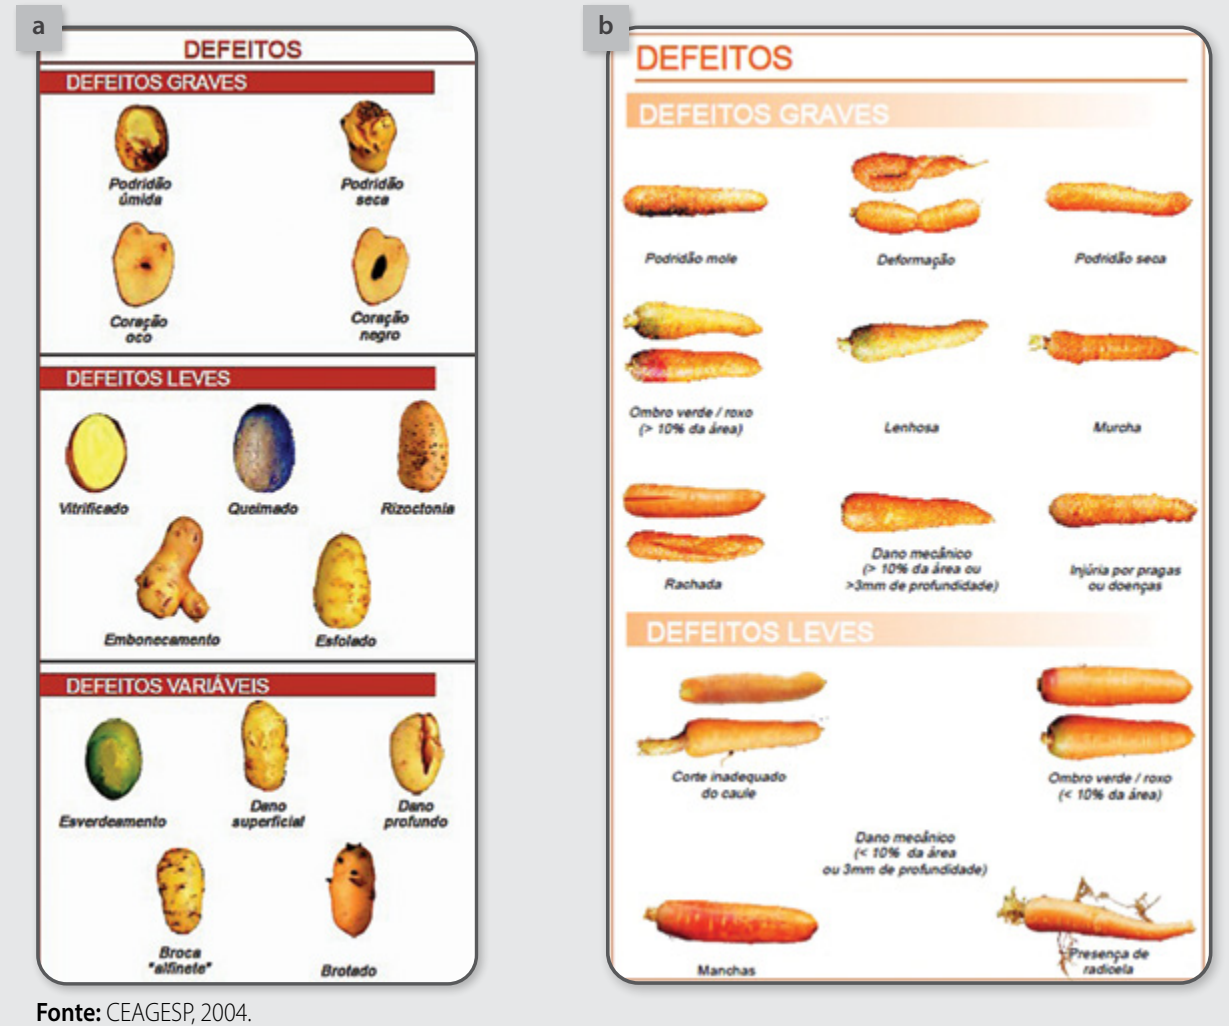 a
DEFEITOS
DEFEITOS GRAVES
Podridão
úmida
Podridão
seca
Coração
oco
Coração
negro
DEFEITOS LEVES
Vitrificado
Queimado
Rizoctonia
Embonecamento
Esfolado
DEFEITOS VARIÁVEIS
Esverdeamento
Dano
superficial
Dano
profundo
Broca
"alfinete"
Brotado
b
DEFEITOS
DEFEITOS GRAVES
Podridão mole
Deformação
Podridão seca
Ombro verde / roxo
(> 10% da área)
Lenhosa
Murcha
Rachada
Dano mecânico
(> 10% da área ou
>3mm de profundidade)
Injúria por pragas
ou doenças
DEFEITOS LEVES
Corte inadequado
do caule
Ombro verde / roxo
(< 10% da área)
Dano mecânico
(< 10% da área
ou 3mm de profundidade)
Manchas
Presença de
radicela
Fonte: CEAGESP, 2004.